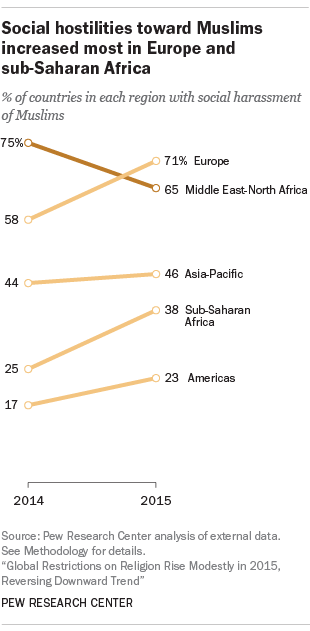 Social hostilities toward Muslims
increased most in Europe and
sub-Saharan Africa
% of countries in each region with social harassment
of Muslims
75%
71% Europe
65 Middle East-North Africa
58
46 Asia-Pacific
44
38 Sub-Saharan
Africa
25
23 Americas
17
2014 2015
Source: Pew Research Center analysis of external data.
See Methodology for details.
“Global Restrictions on Religion Rise Modestly in 2015,
Reversing Downward Trend”
PEW RESEARCH CENTER